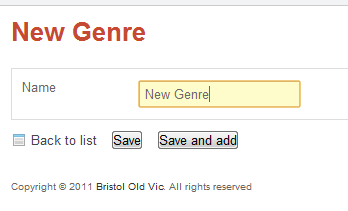 New Genre
Name New Genre
Back to list Save Save and add
Copyright © 2011 Bristol Old Vic. All rights reserved